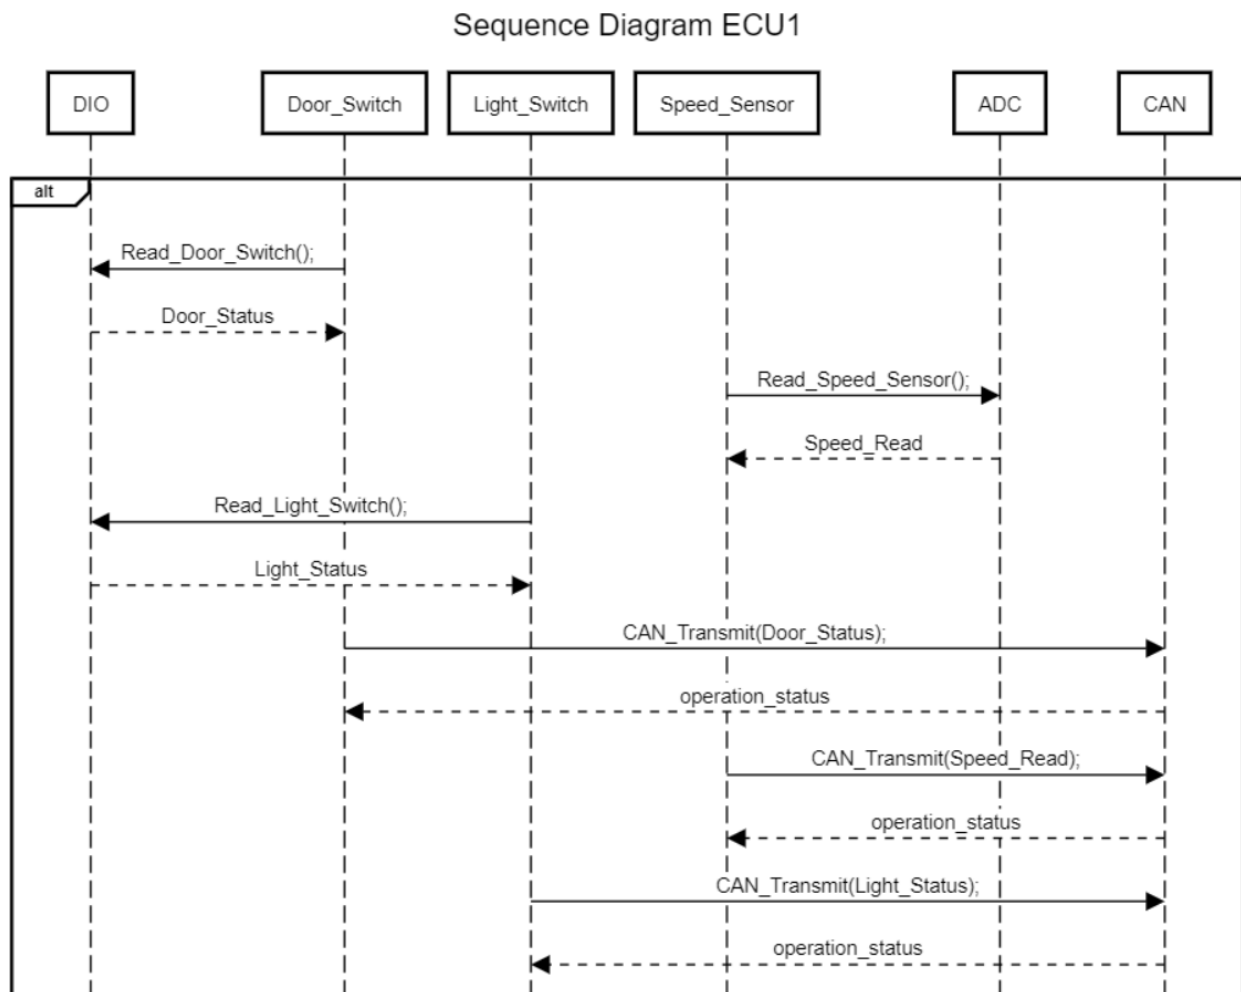 Sequence Diagram ECU1
DIO
Door_Switch
Light_Switch
Speed_Sensor
ADC
CAN
alt
Read_Door_Switch();
Door_Status
Read_Speed_Sensor();
Speed_Read
Read_Light_Switch();
Light_Status
CAN_Transmit(Door_Status);
operation_status
CAN_Transmit(Speed_Read);
operation_status
CAN_Transmit(Light_Status);
operation_status